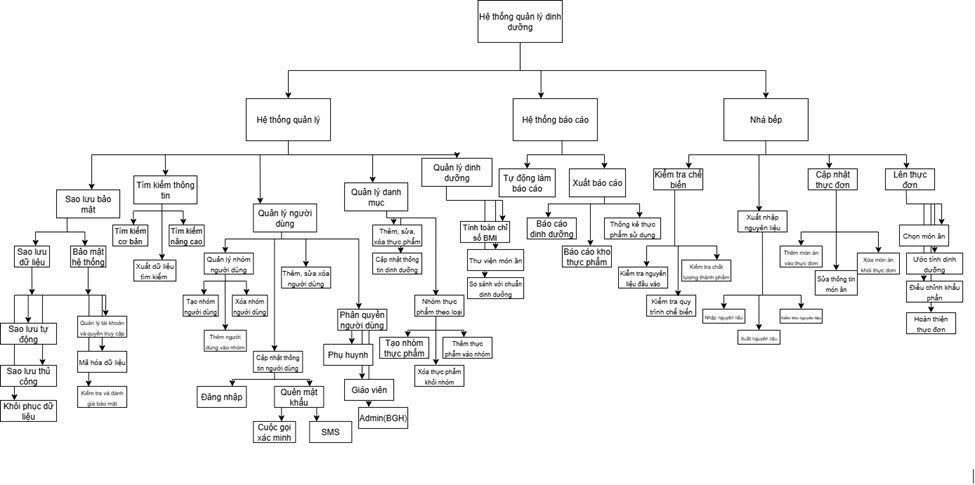 Hệ thống quản lý dinh
dưỡng
Hệ thống quản lý
Hệ thống báo cáo
Nhà bếp
Sao lưu bảo
mật
Tìm kiếm thông
tin
Quản lý người
dùng
Quản lý danh
mục
Quản lý dinh
dưỡng
Tự động làm
báo cáo
Xuất báo cáo
Kiểm tra chế
biến
Xuất nhập
nguyên liệu
Cập nhật
thực đơn
Lên thực
đơn
Sao lưu
dữ liệu
Bảo mật
hệ thống
Tìm kiếm
cơ bản
Tìm kiếm
nâng cao
Xuất dữ liệu
tìm kiếm
Quản lý nhóm
người dùng
Thêm, sửa xóa
người dùng
Phân quyền
người dùng
Thêm, sửa,
xóa thực phẩm
Cập nhật thông
tin dinh dưỡng
Nhóm thực
phẩm theo loại
Tính toán chỉ
số BMI
Thư viện món ăn
So sánh với chuẩn
dinh dưỡng
Báo cáo
dinh dưỡng
Báo cáo kho
thực phẩm
Thống kê thực
phẩm sử dụng
Kiểm tra nguyên
liệu đầu vào
Kiểm tra quy
trình chế biến
Kiểm tra chất
lượng thành phẩm
Nhập nguyên liệu
Xuất nguyên liệu
Kiểm kho nguyên liệu
Thêm món ăn
vào thực đơn
Sửa thông tin
món ăn
Xóa món ăn
khỏi thực đơn
Chọn món ăn
Ước tính dinh
dưỡng
Điều chỉnh khẩu
phần
Hoàn thiện
thực đơn
Sao lưu tự
động
Sao lưu thủ
công
Khôi phục dữ
liệu
Quản lý tài khoản
và quyền truy cập
Mã hóa dữ liệu
Kiểm tra và đánh
giá bảo mật
Tạo nhóm
người dùng
Xóa nhóm
người dùng
Thêm người
dùng vào nhóm
Cập nhật thông
tin người dùng
Đăng nhập
Quên mật
khẩu
Cuộc gọi
xác minh
SMS
Phụ huynh
Giáo viên
Admin(BGH)
Tạo nhóm
thực phẩm
Thêm thực
phẩm vào nhóm
Xóa thực phẩm
khỏi nhóm